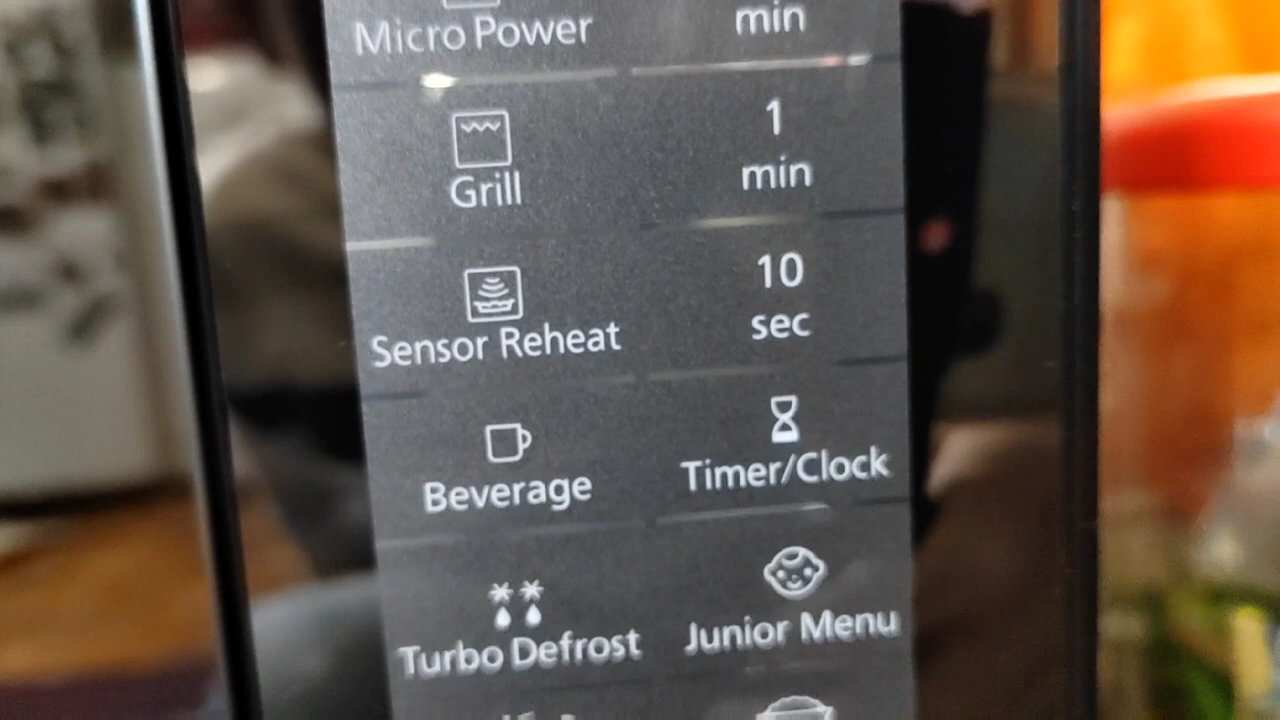 Micro Power
min
Grill
1
min
Sensor Reheat
10
sec
Beverage
Timer/Clock
Turbo Defrost
Junior Menu